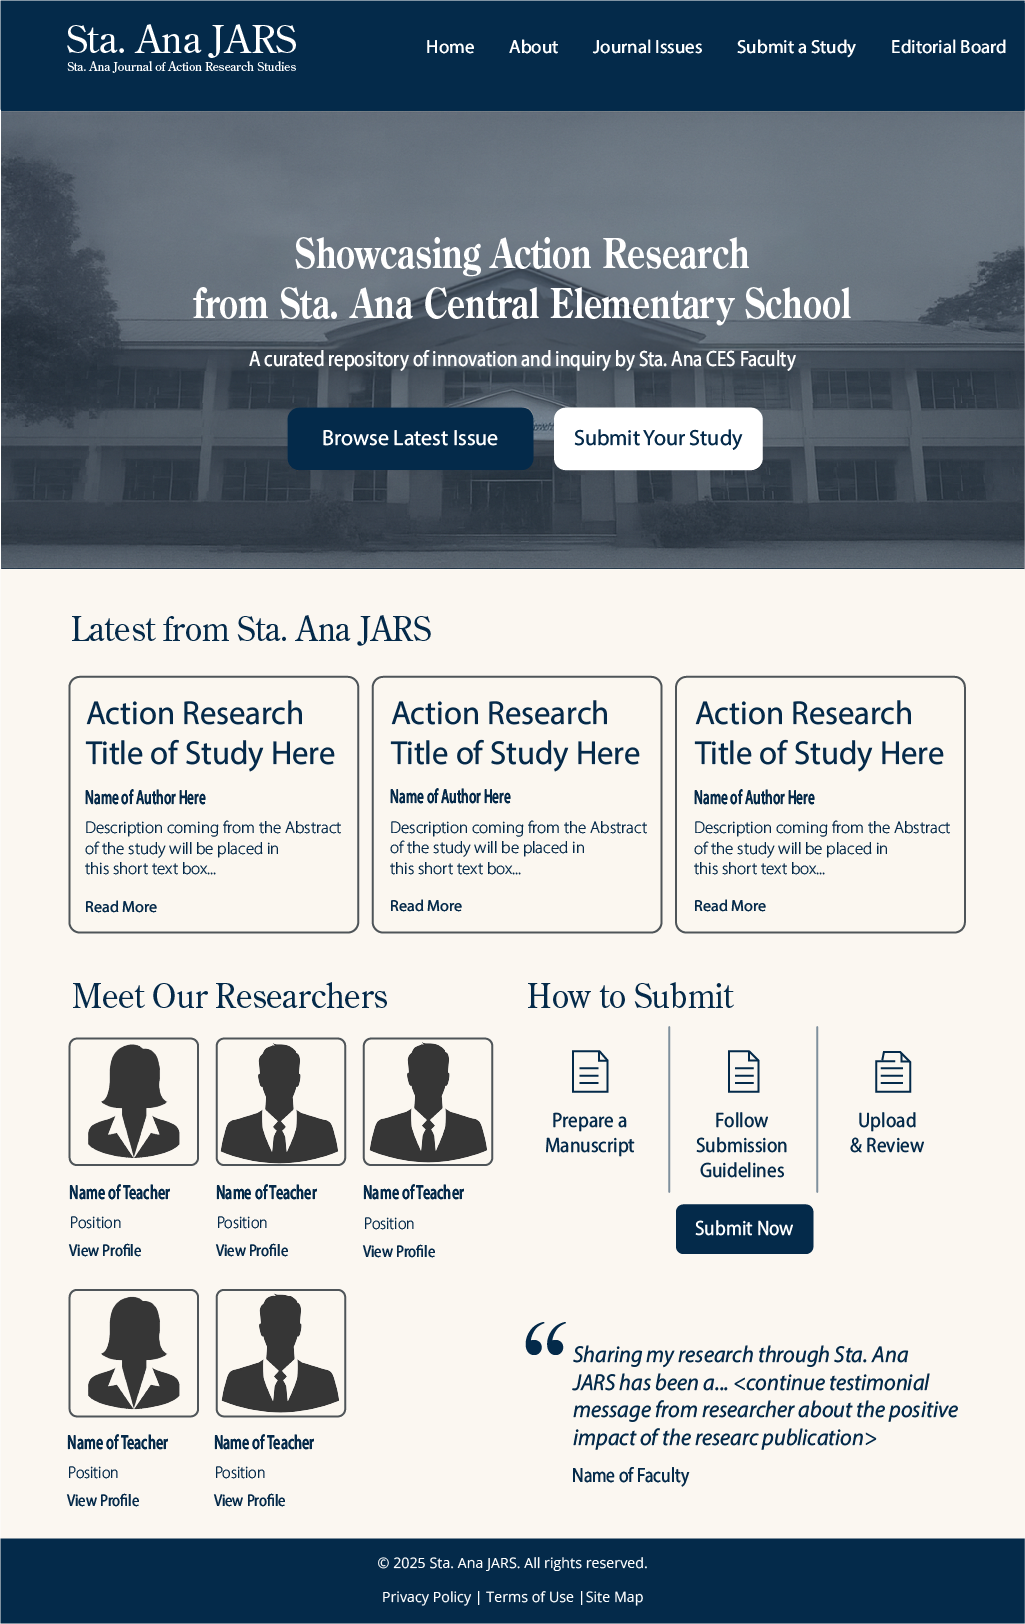 Sta. Ana JARS
Sta. Ana Journal of Action Research Studies
Home
About
Journal Issues
Submit a Study
Editorial Board
Showcasing Action Research
from Sta. Ana Central Elementary School
A curated repository of innovation and inquiry by Sta. Ana CES Faculty
Browse Latest Issue
Submit Your Study
Latest from Sta. Ana JARS
Action Research
Title of Study Here
Name of Author Here
Description coming from the Abstract
of the study will be placed in
this short text box...
Read More
Action Research
Title of Study Here
Name of Author Here
Description coming from the Abstract
of the study will be placed in
this short text box...
Read More
Action Research
Title of Study Here
Name of Author Here
Description coming from the Abstract
of the study will be placed in
this short text box...
Read More
Meet Our Researchers
Name of Teacher
Position
View Profile
Name of Teacher
Position
View Profile
Name of Teacher
Position
View Profile
Name of Teacher
Position
View Profile
Name of Teacher
Position
View Profile
How to Submit
Prepare a
Manuscript
Follow
Submission
Guidelines
Upload
& Review
Submit Now
“
Sharing my research through Sta. Ana
JARS has been a... <continue testimonial
message from researcher about the positive
impact of the researc publication>
Name of Faculty
© 2025 Sta. Ana JARS. All rights reserved.
Privacy Policy | Terms of Use |Site Map